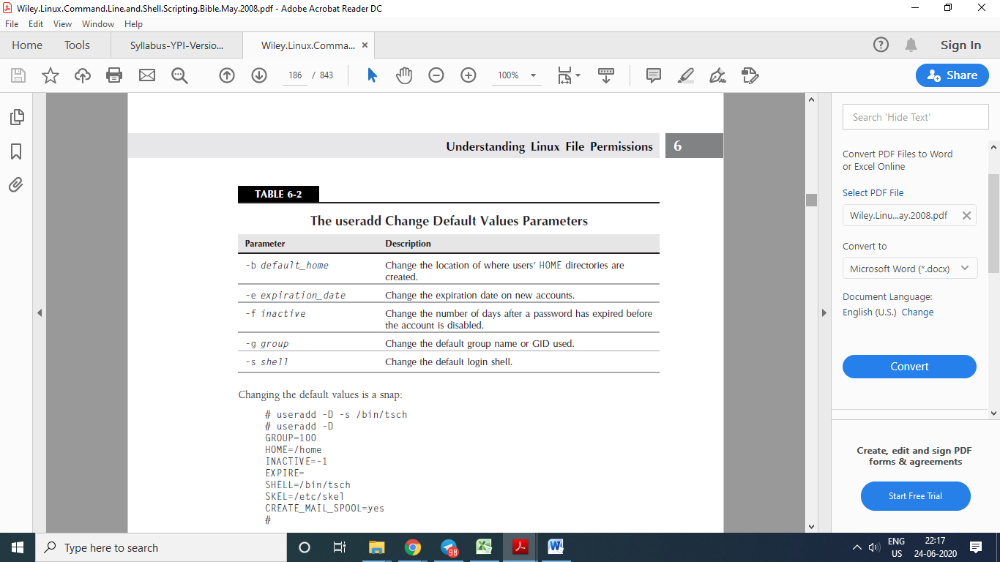 Wiley.Linux.Command.Line.and.Shell.Scripting.Bible.May.2008.pdf - Adobe Acrobat Reader DC
File Edit View Window Help
Home Tools Syllabus-YPI-Versio... Wiley.Linux.Comma... × ? Sign In
186 / 843 100% Share
Understanding Linux File Permissions 6
TABLE 6-2
The useradd Change Default Values Parameters
Parameter Description
-b default_home Change the location of where users' HOME directories are
created.
-e expiration_date Change the expiration date on new accounts.
-f inactive Change the number of days after a password has expired before
the account is disabled.
-g group Change the default group name or GID used.
-s shell Change the default login shell.
Changing the default values is a snap:
# useradd -D -s /bin/tsch
# useradd -D
GROUP=100
HOME=/home
INACTIVE=-1
EXPIRE=
SHELL=/bin/tsch
SKEL=/etc/skel
CREATE_MAIL_SPOOL=yes
#
Search 'Hide Text'
Convert PDF Files to Word
or Excel Online
Select PDF File
Wiley.Linu...ay.2008.pdf
Convert to
Microsoft Word (*.docx)
Document Language:
English (U.S.) Change
Convert
Create, edit and sign PDF
forms & agreements
Start Free Trial
Type here to search
98
ENG
US
22:17
24-06-2020